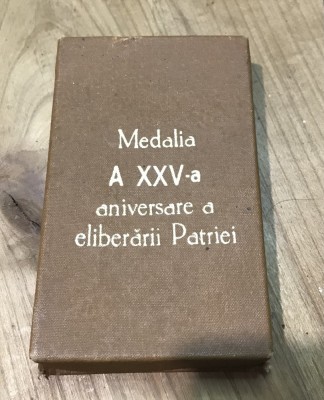 Medalia
A XXV-a
aniversare a
eliberării Patriei